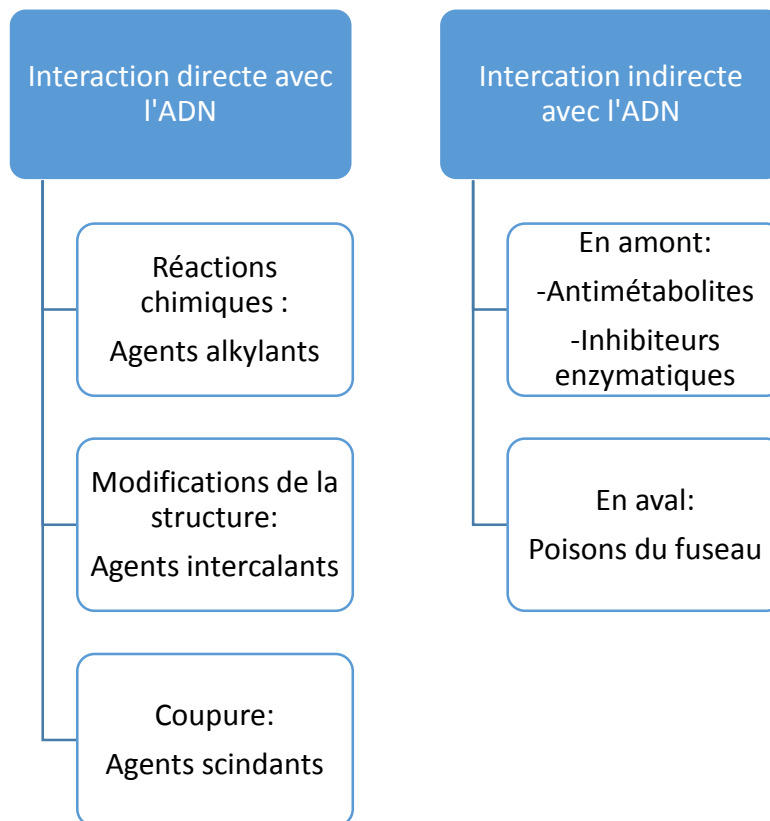 Interaction directe avec
l'ADN
Réactions
chimiques :
Agents alkylants
Modifications de la
structure:
Agents intercalants
Coupure:
Agents scindants
Intercation indirecte
avec l'ADN
En amont:
-Antimétabolites
-Inhibiteurs
enzymatiques
En aval:
Poisons du fuseau